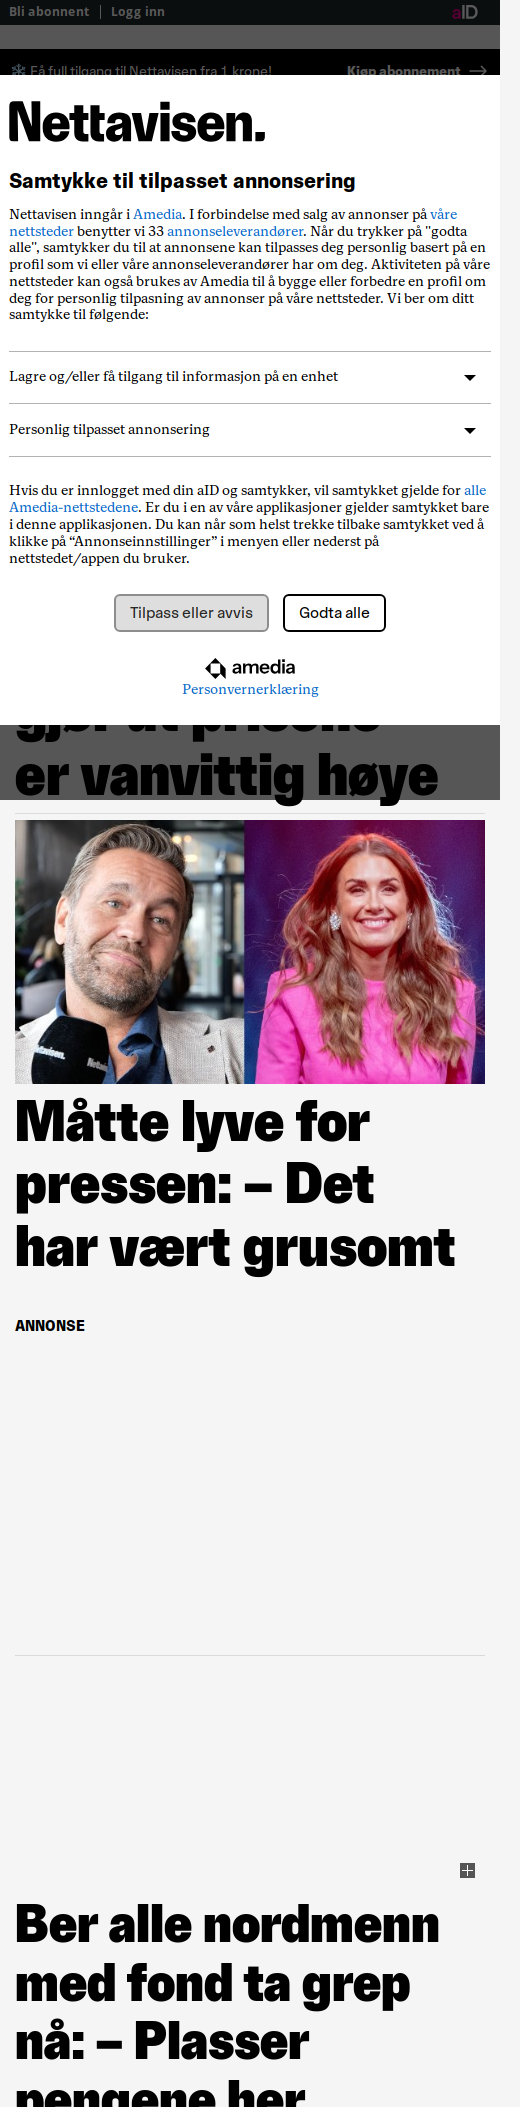 Bli abonnent
Logg inn
aID
Få full tilgang til Nettavisen fra 1 krone!
Kjøp abonnement
Nettavisen.
Samtykke til tilpasset annonsering
Nettavisen inngår i Amedia. I forbindelse med salg av annonser på våre
nettsteder benytter vi 33 annonseleverandører. Når du trykker på "godta
alle", samtykker du til at annonsene kan tilpasses deg personlig basert på en
profil som vi eller våre annonseleverandører har om deg. Aktiviteten på våre
nettsteder kan også brukes av Amedia til å bygge eller forbedre en profil om
deg for personlig tilpasning av annonser på våre nettsteder. Vi ber om ditt
samtykke til følgende:
Lagre og/eller få tilgang til informasjon på en enhet
Personlig tilpasset annonsering
Hvis du er innlogget med din aID og samtykker, vil samtykket gjelde for alle
Amedia-nettstedene. Er du i en av våre applikasjoner gjelder samtykket bare
i denne applikasjonen. Du kan når som helst trekke tilbake samtykket ved å
klikke på “Annonseinnstillinger” i menyen eller nederst på
nettstedet/appen du bruker.
Tilpass eller avvis
Godta alle
amedia
Personvernerklæring
gjør at prisene
er vanvittig høye
Nettavisen.
Måtte lyve for
pressen: – Det
har vært grusomt
ANNONSE
Ber alle nordmenn
med fond ta grep
nå: – Plasser
pengene her